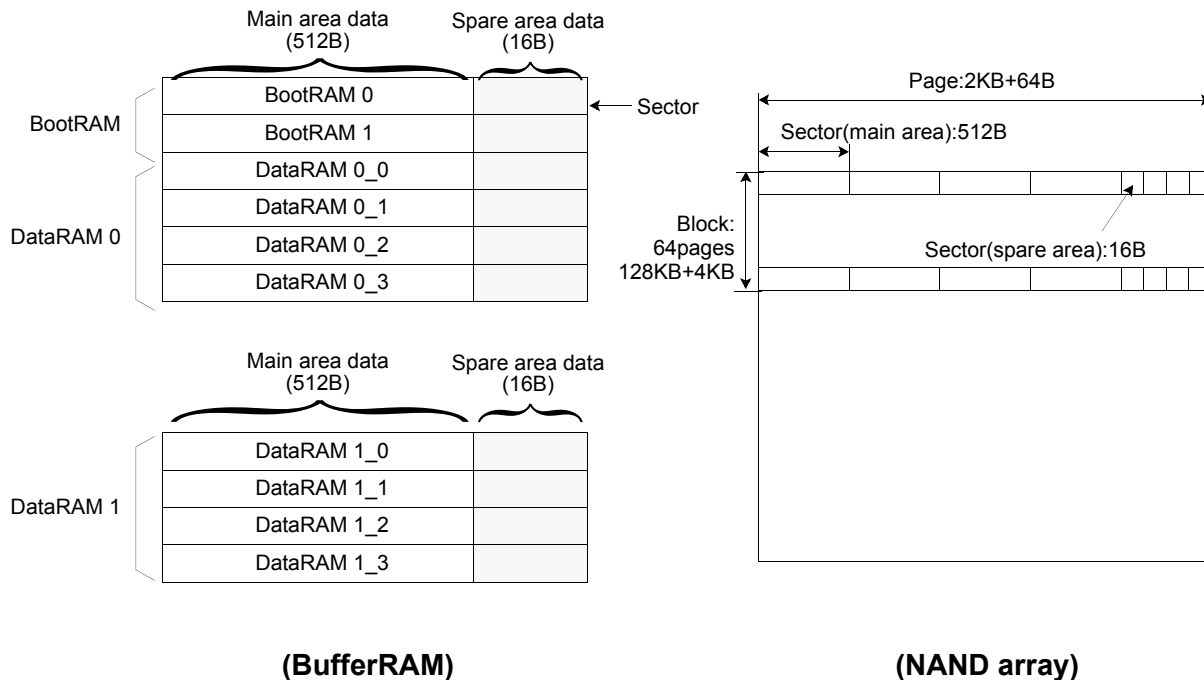 Main area data
(512B)
Spare area data
(16B)
BootRAM
BootRAM 0
Sector
BootRAM 1
DataRAM 0
DataRAM 0_0
DataRAM 0_1
DataRAM 0_2
DataRAM 0_3
Main area data
(512B)
Spare area data
(16B)
DataRAM 1
DataRAM 1_0
DataRAM 1_1
DataRAM 1_2
DataRAM 1_3
(BufferRAM)
Page:2KB+64B
Sector(main area):512B
Block:
64pages
128KB+4KB
Sector(spare area):16B
(NAND array)